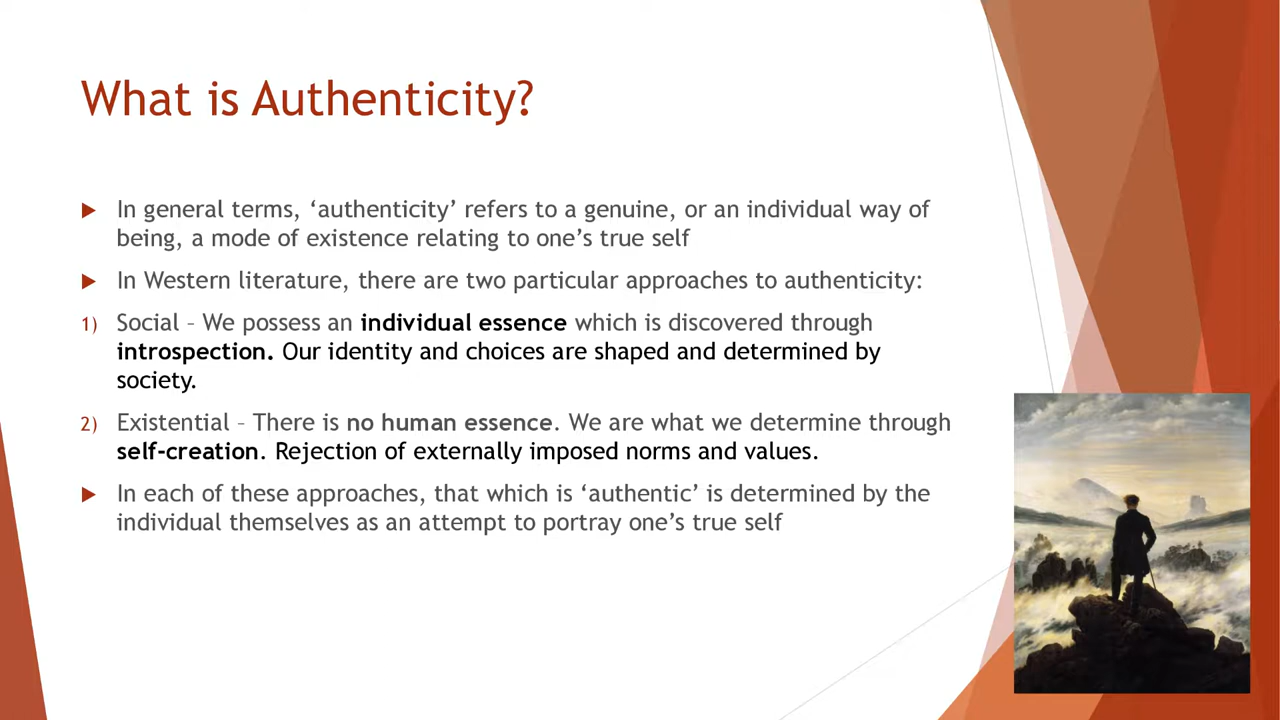 What is Authenticity?
In general terms, ‘authenticity’ refers to a genuine, or an individual way of
being, a mode of existence relating to one’s true self
In Western literature, there are two particular approaches to authenticity:
1) Social – We possess an individual essence which is discovered through
introspection. Our identity and choices are shaped and determined by
society.
2) Existential – There is no human essence. We are what we determine through
self-creation. Rejection of externally imposed norms and values.
In each of these approaches, that which is ‘authentic’ is determined by the
individual themselves as an attempt to portray one’s true self